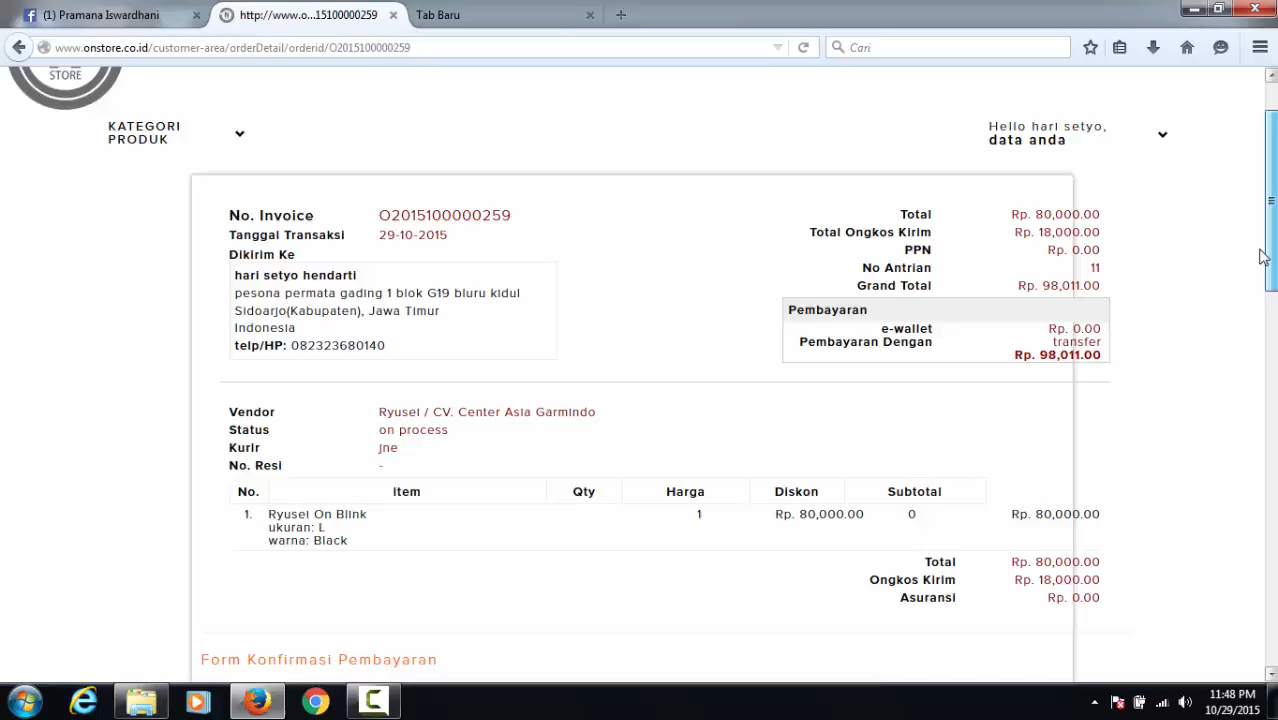 (1) Pramana Iswardhani
http://www.o...15100000259
Tab Baru
www.onstore.co.id/customer-area/orderDetail/orderid/O2015100000259
Cari
STORE
KATEGORI
PRODUK
Hello hari setyo,
data anda
No. Invoice O2015100000259
Tanggal Transaksi 29-10-2015
Dikirim Ke
hari setyo hendarti
pesona permata gading 1 blok G19 bluru kidul
Sidoarjo(Kabupaten), Jawa Timur
Indonesia
telp/HP: 082323680140
Total Rp. 80,000.00
Total Ongkos Kirim Rp. 18,000.00
PPN Rp. 0.00
No Antrian 11
Grand Total Rp. 98,011.00
Pembayaran
e-wallet Rp. 0.00
Pembayaran Dengan transfer
Rp. 98,011.00
Vendor Ryusei / CV. Center Asia Garmindo
Status on process
Kurir jne
No. Resi -
No. Item Qty Harga Diskon Subtotal
1. Ryusei On Blink 1 Rp. 80,000.00 0 Rp. 80,000.00
ukuran: L
warna: Black
Total Rp. 80,000.00
Ongkos Kirim Rp. 18,000.00
Asuransi Rp. 0.00
Form Konfirmasi Pembayaran
11:48 PM
10/29/2015